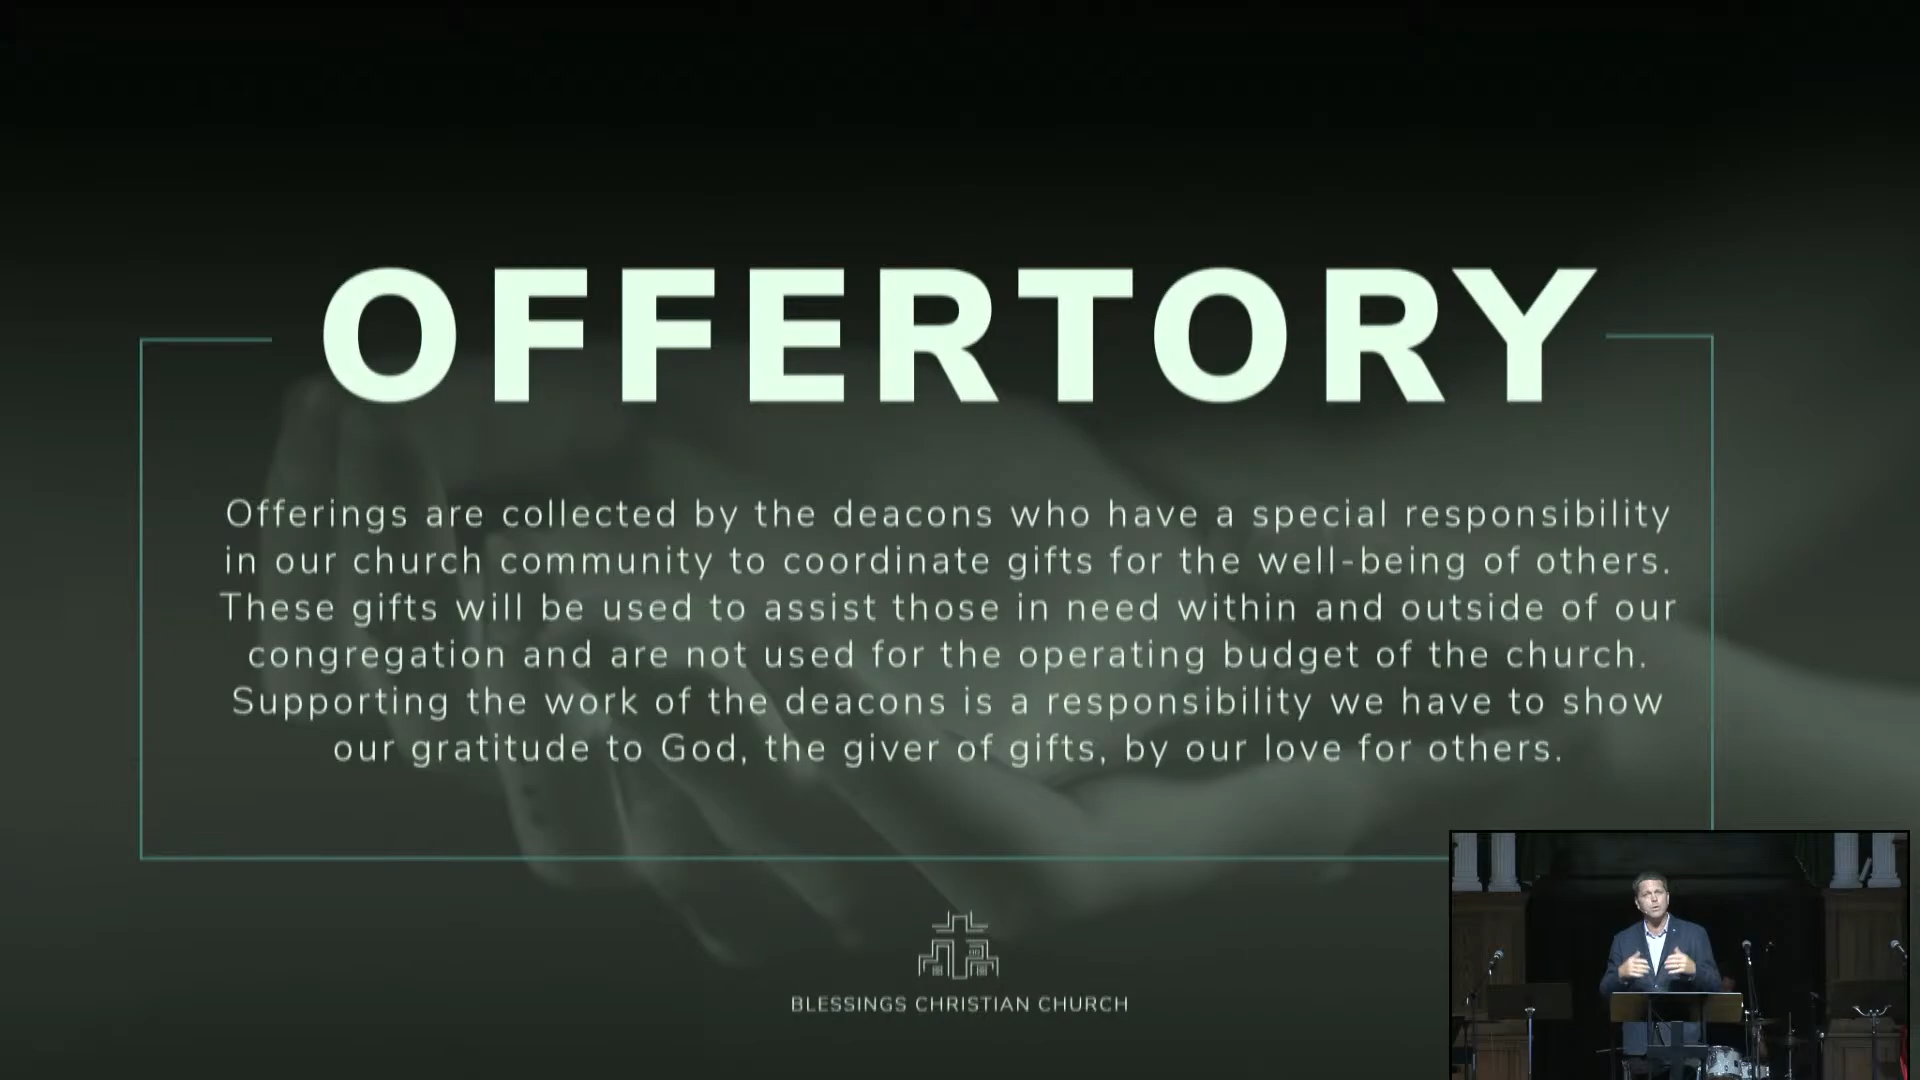 OFFERTORY
Offerings are collected by the deacons who have a special responsibility
in our church community to coordinate gifts for the well-being of others.
These gifts will be used to assist those in need within and outside of our
congregation and are not used for the operating budget of the church.
Supporting the work of the deacons is a responsibility we have to show
our gratitude to God, the giver of gifts, by our love for others.
BLESSINGS CHRISTIAN CHURCH